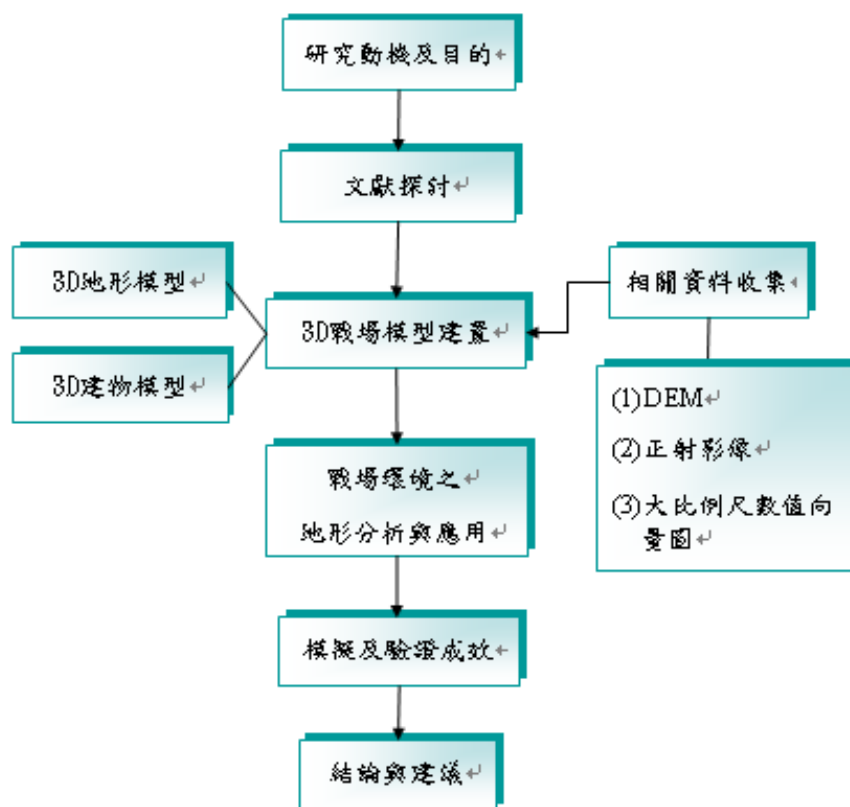 研究動機及目的
文獻探討
3D地形模型
相關資料收集
3D戰場模型建置
3D建物模型
(1)DEM
(2)正射影像
(3)大比例尺數值向
量圖
戰場環境之
地形分析與應用
模擬及驗證成效
結論與建議